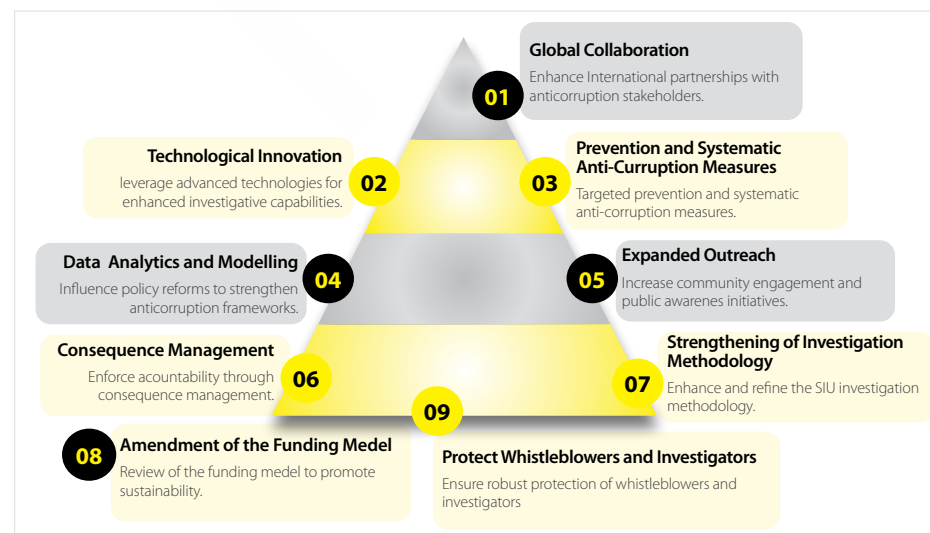 01
Global Collaboration
Enhance International partnerships with
anticorruption stakeholders.
02
Technological Innovation
leverage advanced technologies for
enhanced investigative capabilities.
03
Prevention and Systematic
Anti-Curruption Measures
Targeted prevention and systematic
anti-corruption measures.
04
Data Analytics and Modelling
Influence policy reforms to strengthen
anticorruption frameworks.
05
Expanded Outreach
Increase community engagement and
public awarenes initiatives.
06
Consequence Management
Enforce acountability through
consequence management.
07
Strengthening of Investigation
Methodology
Enhance and refine the SIU investigation
methodology.
08
Amendment of the Funding Medel
Review of the funding medel to promote
sustainability.
09
Protect Whistleblowers and Investigators
Ensure robust protection of whistleblowers and
investigators